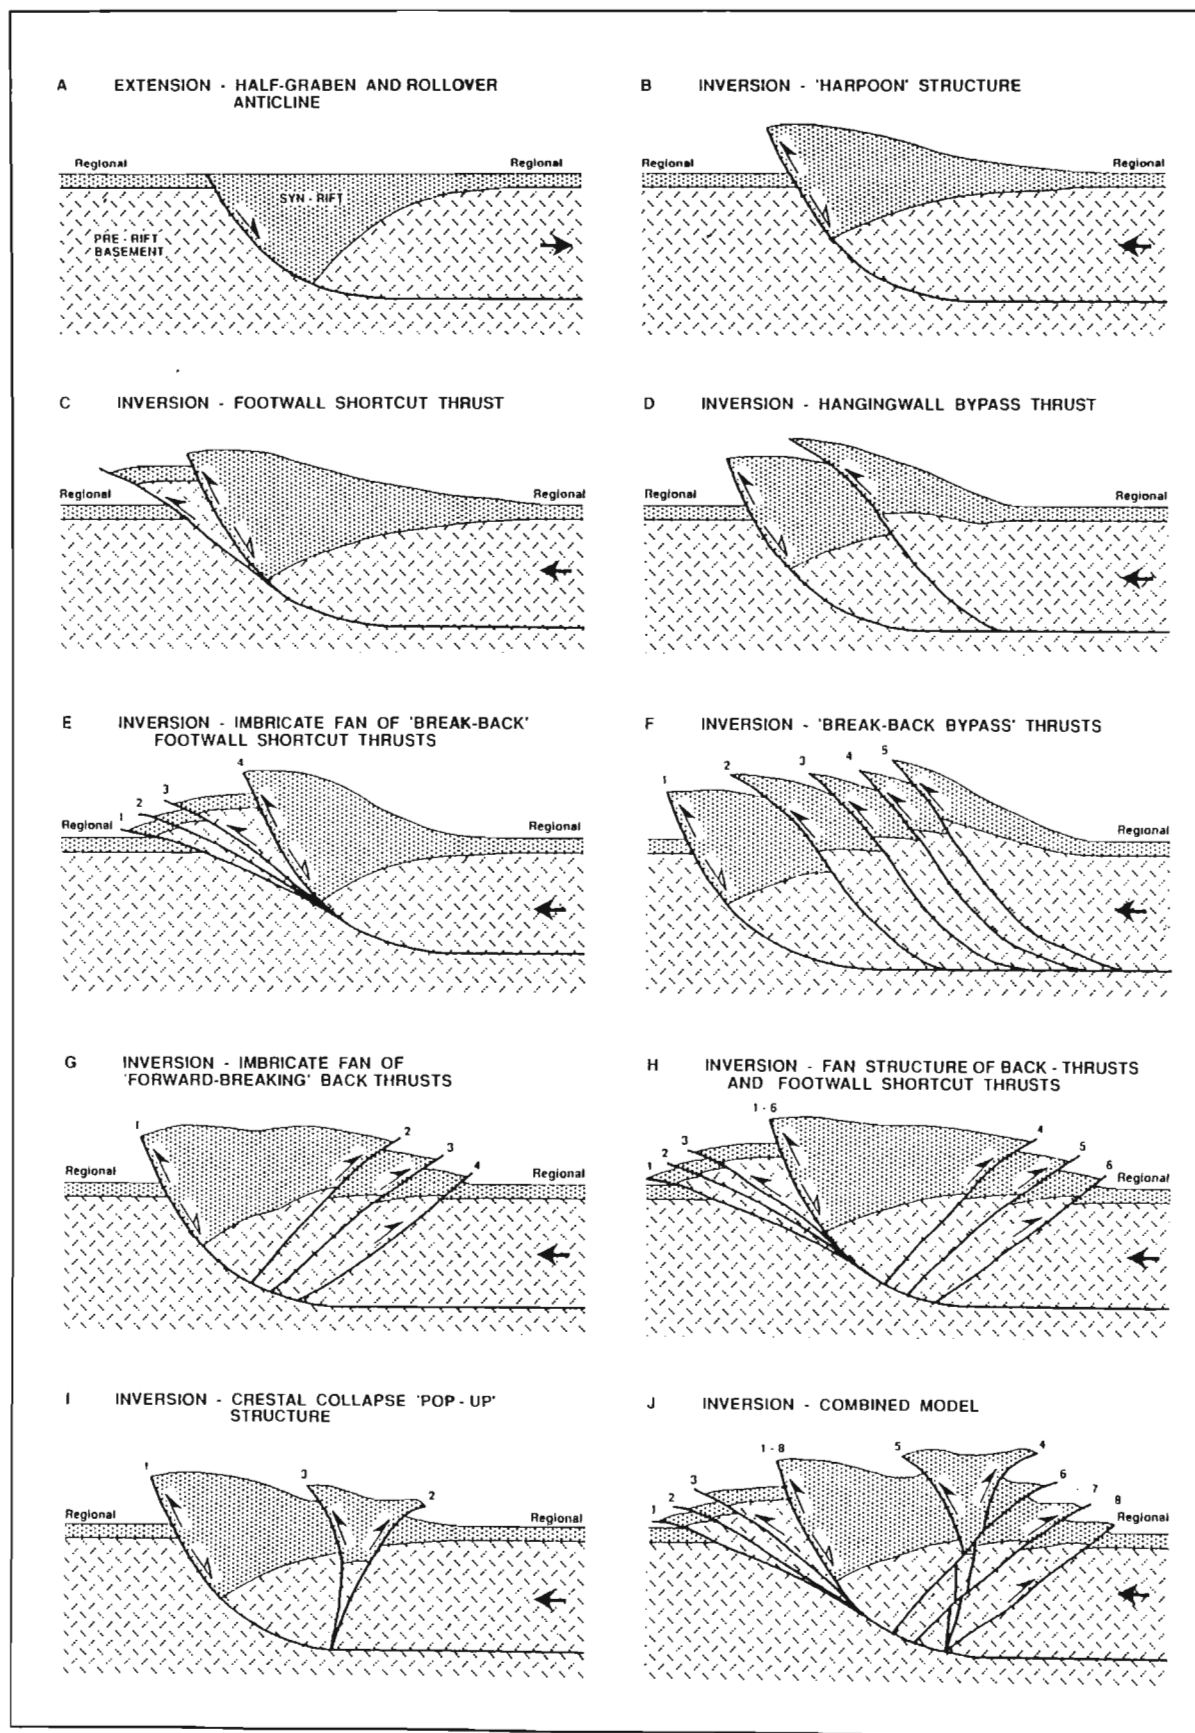 A EXTENSION - HALF-GRABEN AND ROLLOVER
ANTICLINE
Regional
Regional
SYN - RIFT
PRE - RIFT
BASEMENT
B INVERSION - 'HARPOON' STRUCTURE
Regional
Regional
C INVERSION - FOOTWALL SHORTCUT THRUST
Regional
Regional
D INVERSION - HANGINGWALL BYPASS THRUST
Regional
Regional
E INVERSION - IMBRICATE FAN OF 'BREAK-BACK'
FOOTWALL SHORTCUT THRUSTS
4
3
2
1
Regional
Regional
F INVERSION - 'BREAK-BACK BYPASS' THRUSTS
1
2
3
4
5
Regional
G INVERSION - IMBRICATE FAN OF
'FORWARD-BREAKING' BACK THRUSTS
1
2
3
4
Regional
Regional
H INVERSION - FAN STRUCTURE OF BACK - THRUSTS
AND FOOTWALL SHORTCUT THRUSTS
1 - 6
3
2
1
4
5
6
Regional
I INVERSION - CRESTAL COLLAPSE 'POP - UP'
STRUCTURE
1
3
2
Regional
Regional
J INVERSION - COMBINED MODEL
1 - 8
5
4
3
2
1
6
7
8
Regional
Regional